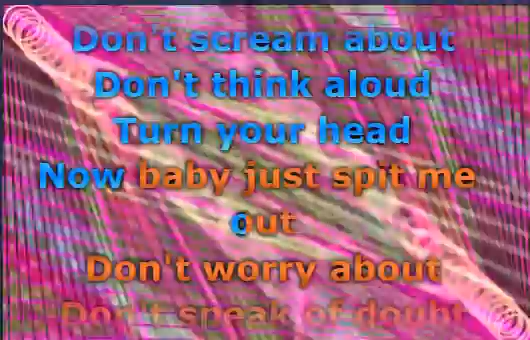 Don't scream about
Don't think aloud
Turn your head
Now baby just spit me
out
Don't worry about
Don't speak of doubt